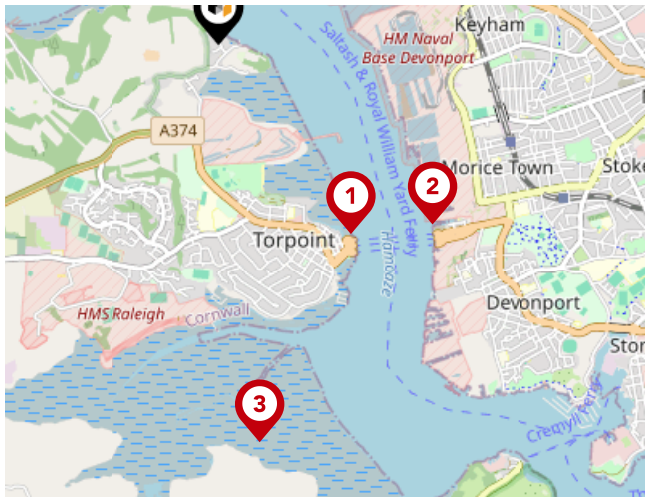 Keyham
HM Naval
Base Devonport
Saltash & Royal William Yard Ferry
A374
Morice Town
Stoke
1
2
Torpoint
Hamoaze
HMS Raleigh
Cornwall
Devonport
3
Cremyll Ferry